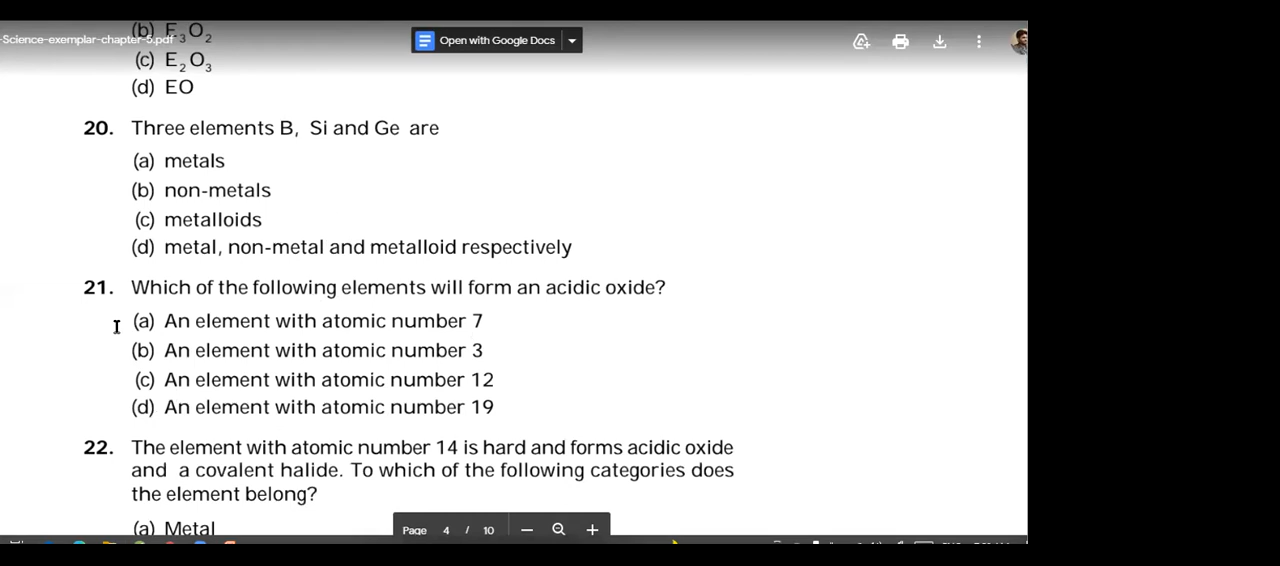 (b) E3O2
-Science-exemplar-chapter-5.pdf
Open with Google Docs
(c) E2O3
(d) EO
20. Three elements B, Si and Ge are
(a) metals
(b) non-metals
(c) metalloids
(d) metal, non-metal and metalloid respectively
21. Which of the following elements will form an acidic oxide?
(a) An element with atomic number 7
(b) An element with atomic number 3
(c) An element with atomic number 12
(d) An element with atomic number 19
22. The element with atomic number 14 is hard and forms acidic oxide
and a covalent halide. To which of the following categories does
the element belong?
(a) Metal
Page 4 / 10